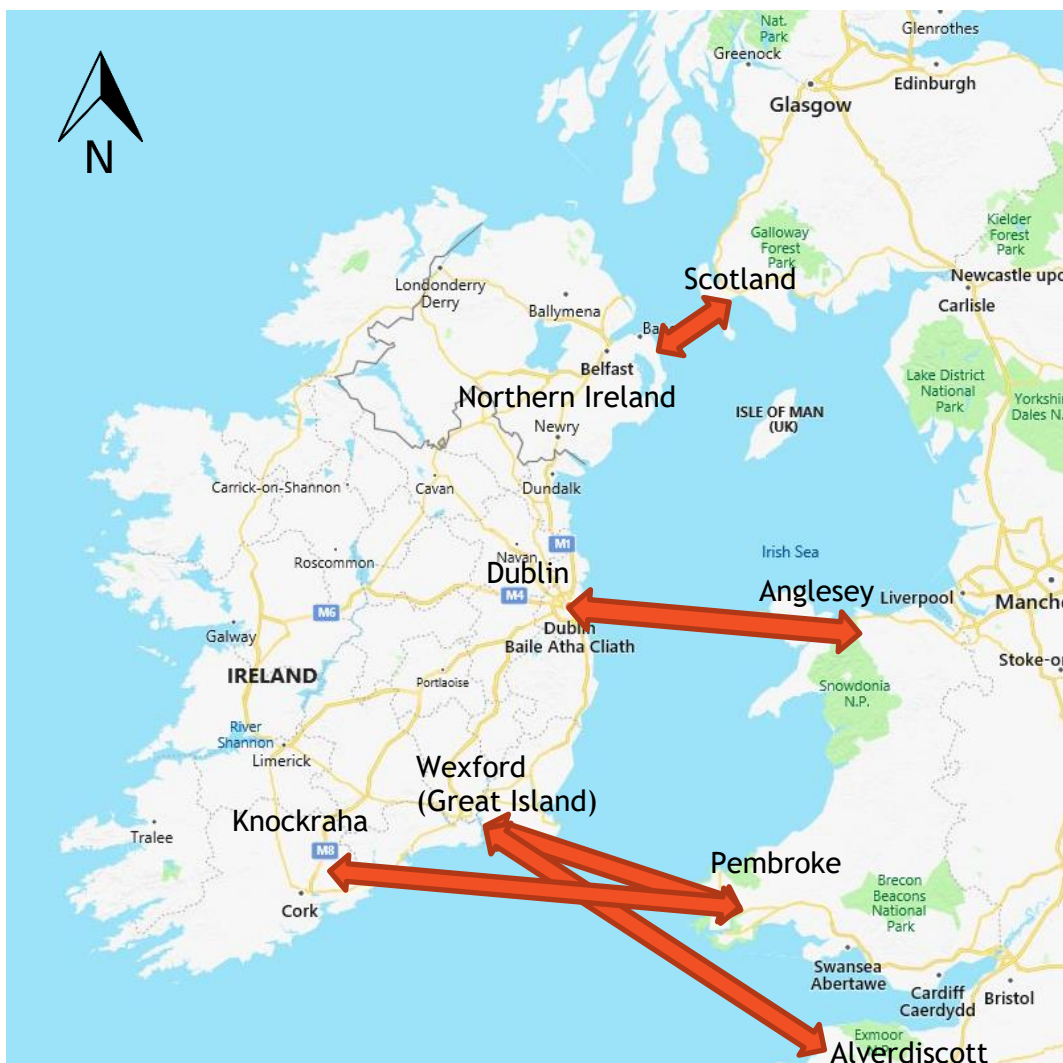 Nat.
Park
Glenrothes
Greenock
Edinburgh
Glasgow
N
Kielder
Forest
Park
Galloway
Forest
Park
Scotland
Newcastle upo
Londonderry
Derry
Carlisle
Ballymena
Ba
Belfast
Lake District
National
Park
Northern Ireland
Yorkshir
Dales N.
ISLE OF MAN
(UK)
Newry
Carrick-on-Shannon
Cavan
Dundalk
M1
Irish Sea
Navan
Roscommon
Dublin
M4
Anglesey
Liverpool
Manch
M6
Galway
Dublin
Baile Atha Cliath
Stoke-o
IRELAND
Portlaoise
Snowdonia
N.P.
River
Shannon
Limerick
Wexford
(Great Island)
Knockraha
Tralee
M8
Pembroke
Cork
Brecon
Beacons
National
Park
Swansea
Abertawe
Cardiff
Caerdydd
Bristol
Exmoor
Alverdiscott